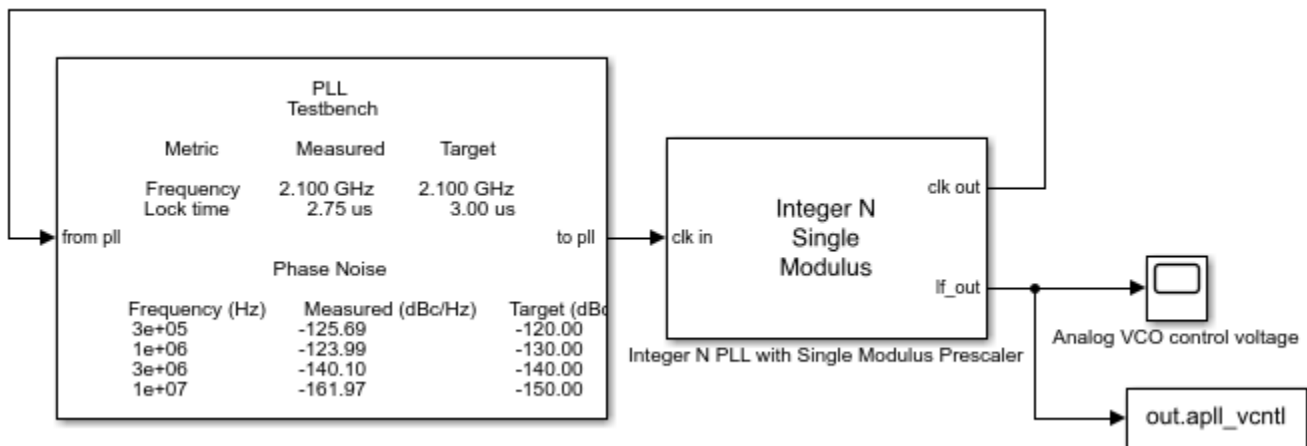 PLL
Testbench
Metric Measured Target
Frequency 2.100 GHz 2.100 GHz
Lock time 2.75 us 3.00 us
from pll
to pll
Phase Noise
Frequency (Hz) Measured (dBc/Hz) Target (dBc
3e+05 -125.69 -120.00
1e+06 -123.99 -130.00
3e+06 -140.10 -140.00
1e+07 -161.97 -150.00
clk in
Integer N
Single
Modulus
clk out
lf_out
Integer N PLL with Single Modulus Prescaler
Analog VCO control voltage
out.apll_vcntl